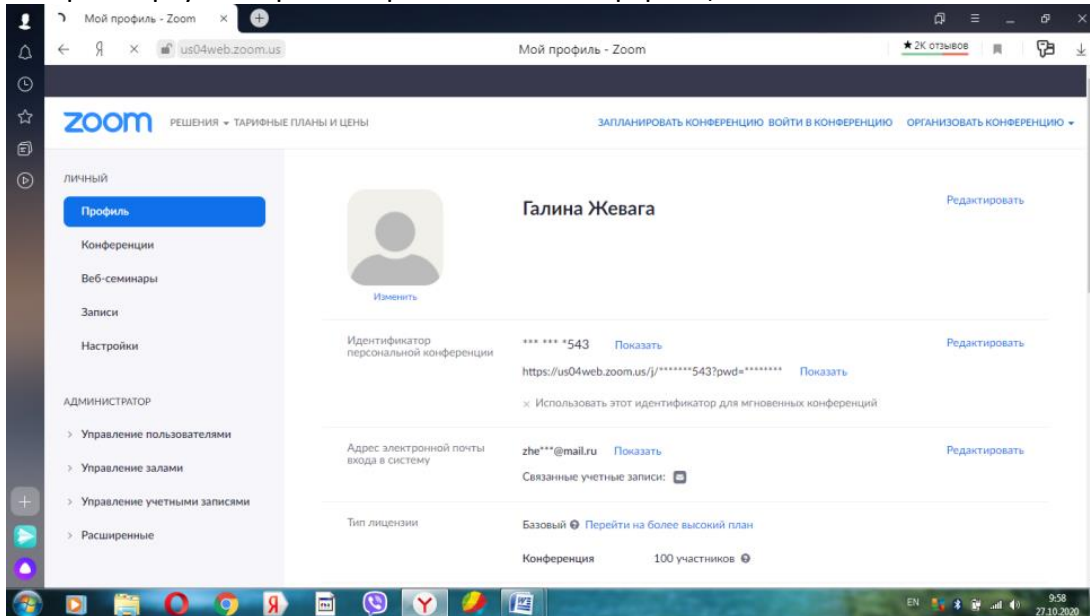 Мой профиль - Zoom
us04web.zoom.us
Мой профиль - Zoom
★ 2K отзывов
zoom
РЕШЕНИЯ ТАРИФНЫЕ ПЛАНЫ И ЦЕНЫ
ЗАПЛАНИРОВАТЬ КОНФЕРЕНЦИЮ ВОЙТИ В КОНФЕРЕНЦИЮ ОРГАНИЗОВАТЬ КОНФЕРЕНЦИЮ
ЛИЧНЫЙ
Профиль
Конференции
Веб-семинары
Записи
Настройки
АДМИНИСТРАТОР
Управление пользователями
Управление залами
Управление учетными записями
Расширенные
Изменить
Галина Жевага
Редактировать
Идентификатор
персональной конференции
*** *** *543 Показать
Редактировать
https://us04web.zoom.us/j/*******543?pwd=******** Показать
× Использовать этот идентификатор для мгновенных конференций
Адрес электронной почты
входа в систему
zhe***@mail.ru Показать
Редактировать
Связанные учетные записи:
Тип лицензии
Базовый Перейти на более высокий план
Конференция 100 участников
EN
9:58
27.10.2020